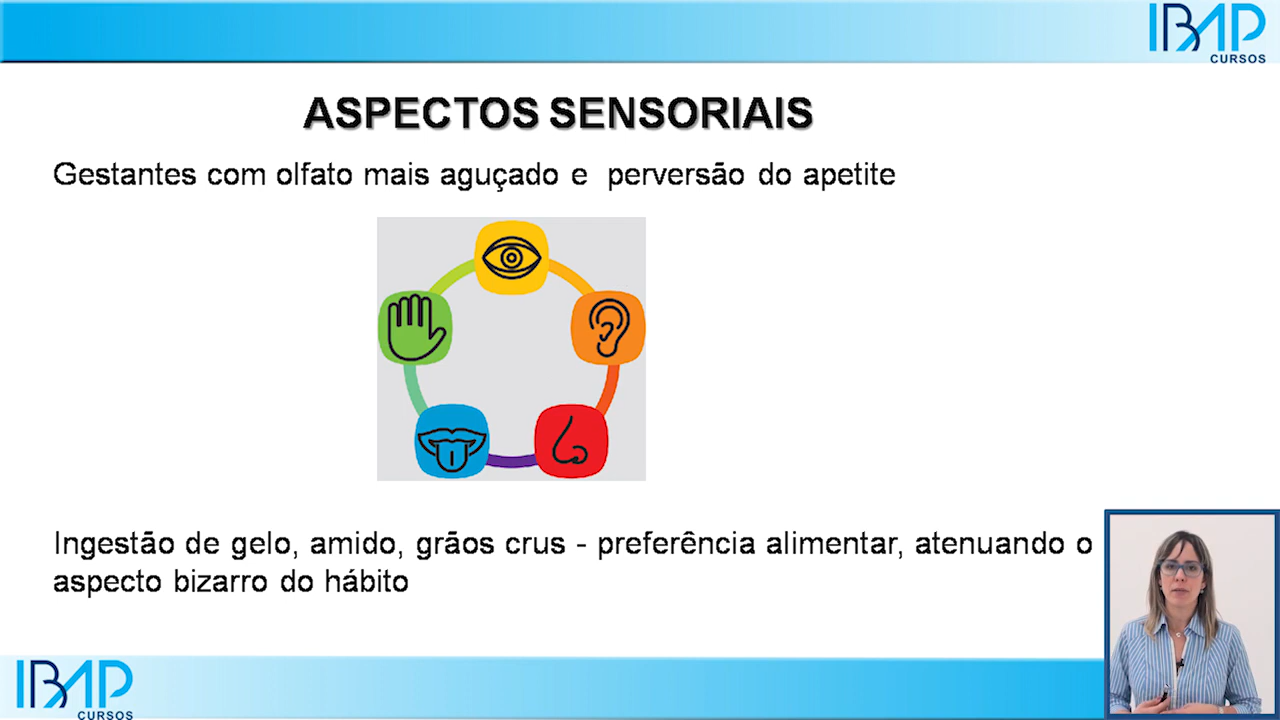 IBAP
CURSOS
ASPECTOS SENSORIAIS
Gestantes com olfato mais aguçado e perversão do apetite
Ingestão de gelo, amido, grãos crus - preferência alimentar, atenuando o
aspecto bizarro do hábito
IBAP
CURSOS